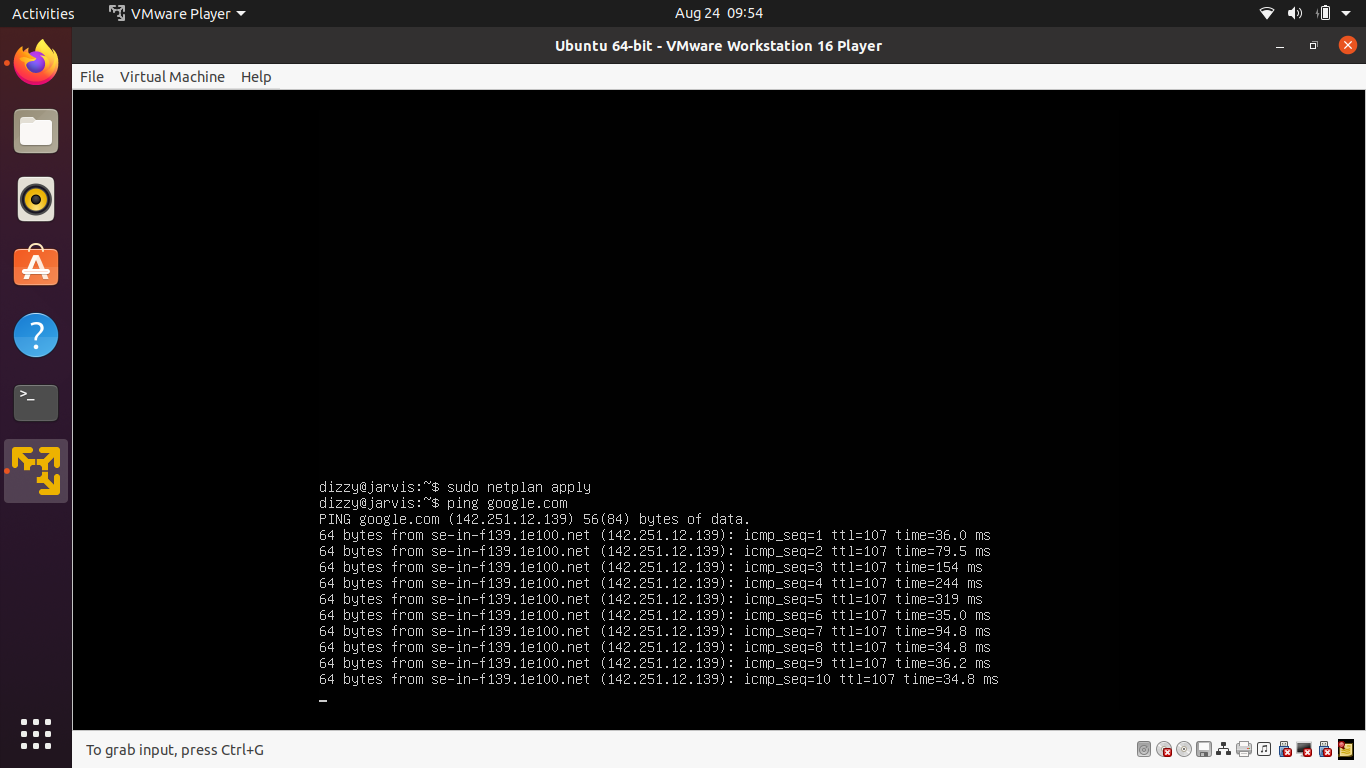 Activities
VMware Player
Aug 24 09:54
Ubuntu 64-bit - VMware Workstation 16 Player
File Virtual Machine Help
dizzy@jarvis:~$ sudo netplan apply
dizzy@jarvis:~$ ping google.com
PING google.com (142.251.12.139) 56(84) bytes of data.
64 bytes from se-in-f139.1e100.net (142.251.12.139): icmp_seq=1 ttl=107 time=36.0 ms
64 bytes from se-in-f139.1e100.net (142.251.12.139): icmp_seq=2 ttl=107 time=79.5 ms
64 bytes from se-in-f139.1e100.net (142.251.12.139): icmp_seq=3 ttl=107 time=154 ms
64 bytes from se-in-f139.1e100.net (142.251.12.139): icmp_seq=4 ttl=107 time=244 ms
64 bytes from se-in-f139.1e100.net (142.251.12.139): icmp_seq=5 ttl=107 time=319 ms
64 bytes from se-in-f139.1e100.net (142.251.12.139): icmp_seq=6 ttl=107 time=35.0 ms
64 bytes from se-in-f139.1e100.net (142.251.12.139): icmp_seq=7 ttl=107 time=94.8 ms
64 bytes from se-in-f139.1e100.net (142.251.12.139): icmp_seq=8 ttl=107 time=34.8 ms
64 bytes from se-in-f139.1e100.net (142.251.12.139): icmp_seq=9 ttl=107 time=36.2 ms
64 bytes from se-in-f139.1e100.net (142.251.12.139): icmp_seq=10 ttl=107 time=34.8 ms
To grab input, press Ctrl+G